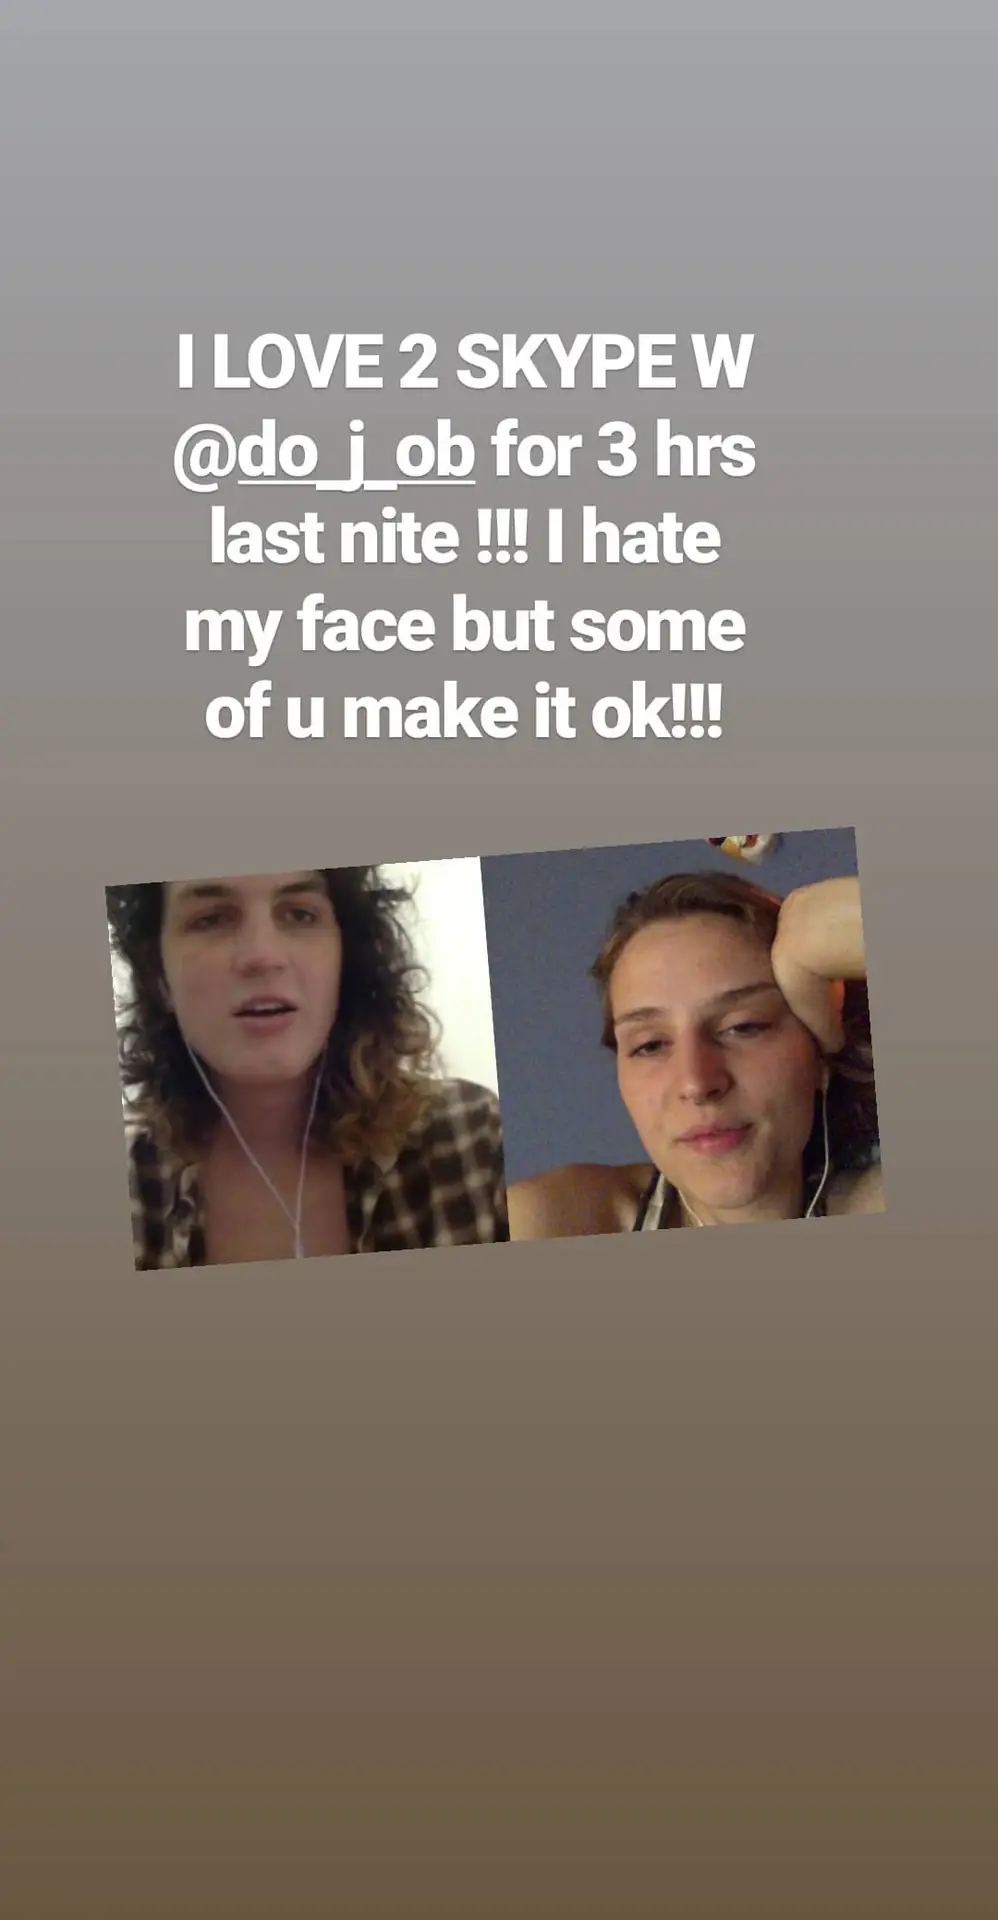 I LOVE 2 SKYPE W
@do_j_ob for 3 hrs
last nite !!! I hate
my face but some
of u make it ok!!!